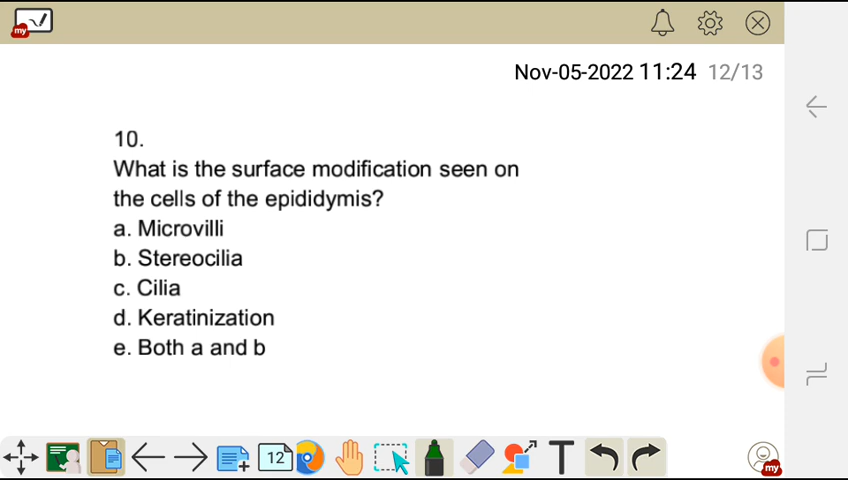 my
Nov-05-2022 11:24 12/13
10.
What is the surface modification seen on
the cells of the epididymis?
a. Microvilli
b. Stereocilia
c. Cilia
d. Keratinization
e. Both a and b
12
T
my